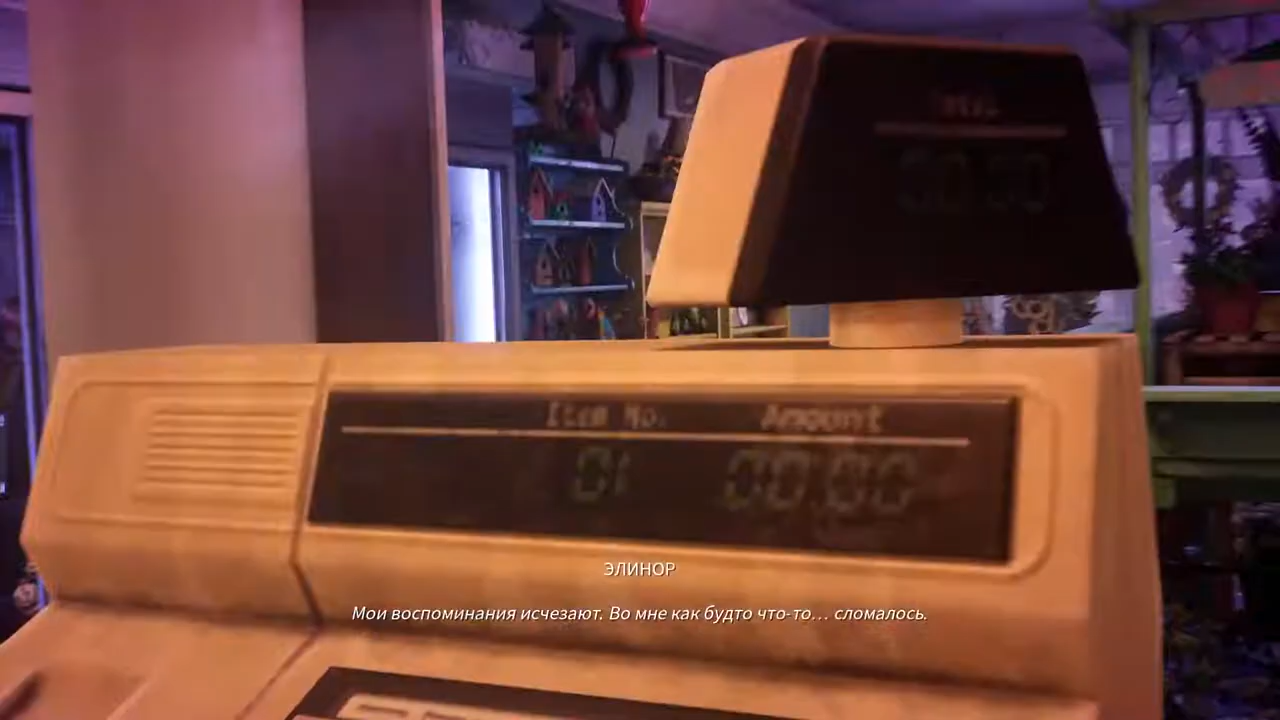 Item No. Amount
01 00:00
ЭЛИНОР
Мои воспоминания исчезают. Во мне как будто что-то… сломалось.